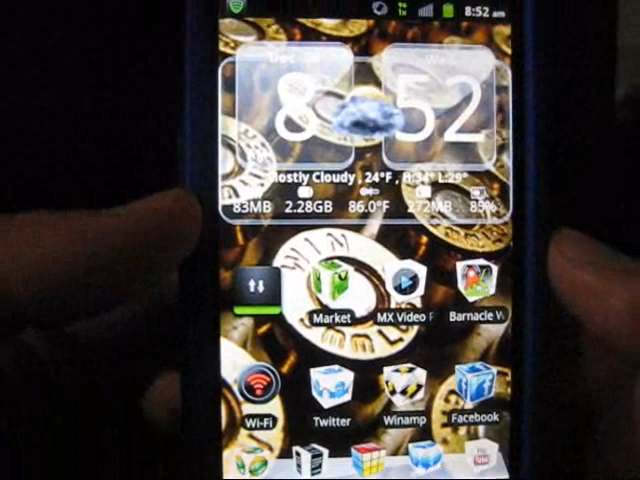 8:52 am
8 52
Mostly Cloudy , 24°F , H:34° L:29°
83MB 2.28GB 86.0°F 272MB 85%
WIN
Market
MX Video P
Barnacle W
Wi-Fi
Twitter
Winamp
Facebook